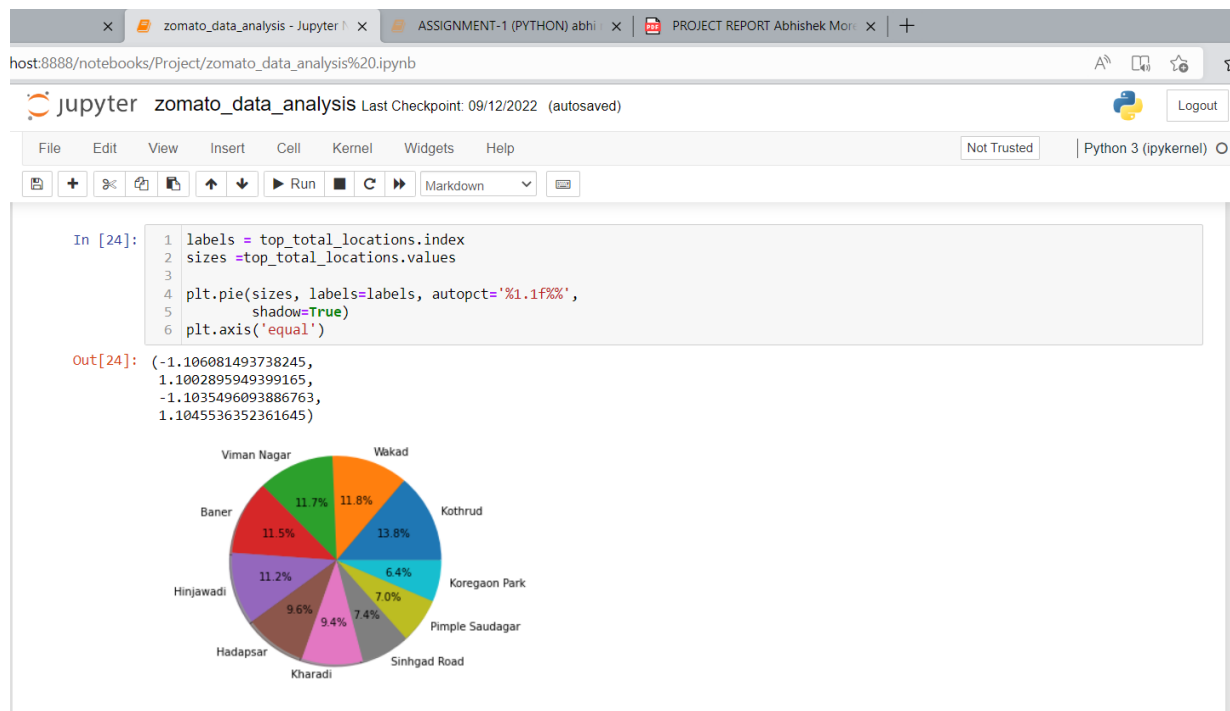 zomato_data_analysis - Jupyter N
ASSIGNMENT-1 (PYTHON) abhi
PDF
PROJECT REPORT Abhishek More
host:8888/notebooks/Project/zomato_data_analysis%20.ipynb
jupyter zomato_data_analysis Last Checkpoint: 09/12/2022 (autosaved)
Logout
File Edit View Insert Cell Kernel Widgets Help
Not Trusted
Python 3 (ipykernel)
Run
Markdown
In [24]:
1 labels = top_total_locations.index
2 sizes =top_total_locations.values
3
4 plt.pie(sizes, labels=labels, autopct='%1.1f%%',
5         shadow=True)
6 plt.axis('equal')
Out[24]: (-1.106081493738245,
1.1002895949399165,
-1.1035496093886763,
1.1045536352361645)
Viman Nagar
Wakad
11.7%
11.8%
Baner
Kothrud
11.5%
13.8%
Hinjawadi
11.2%
6.4%
Koregaon Park
9.6%
7.0%
9.4%
7.4%
Pimple Saudagar
Hadapsar
Sinhgad Road
Kharadi